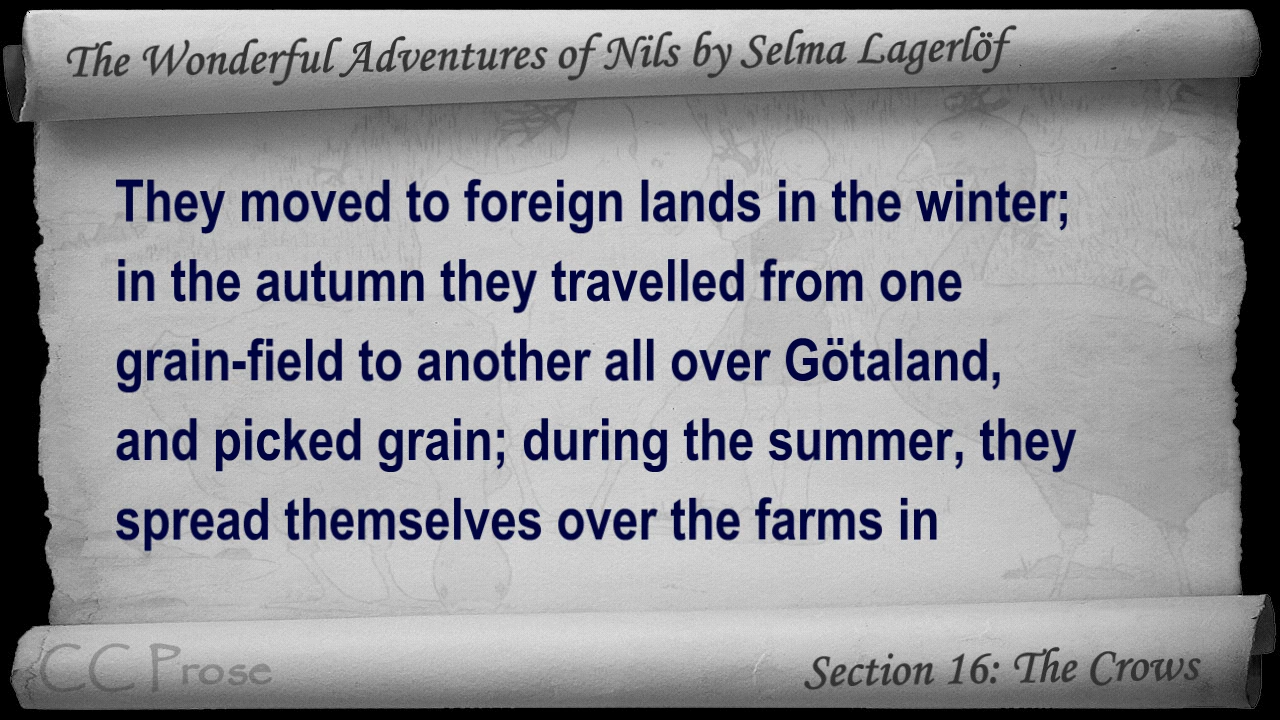 The Wonderful Adventures of Nils by Selma Lagerlöf
They moved to foreign lands in the winter;
in the autumn they travelled from one
grain-field to another all over Götaland,
and picked grain; during the summer, they
spread themselves over the farms in
CC Prose
Section 16: The Crows